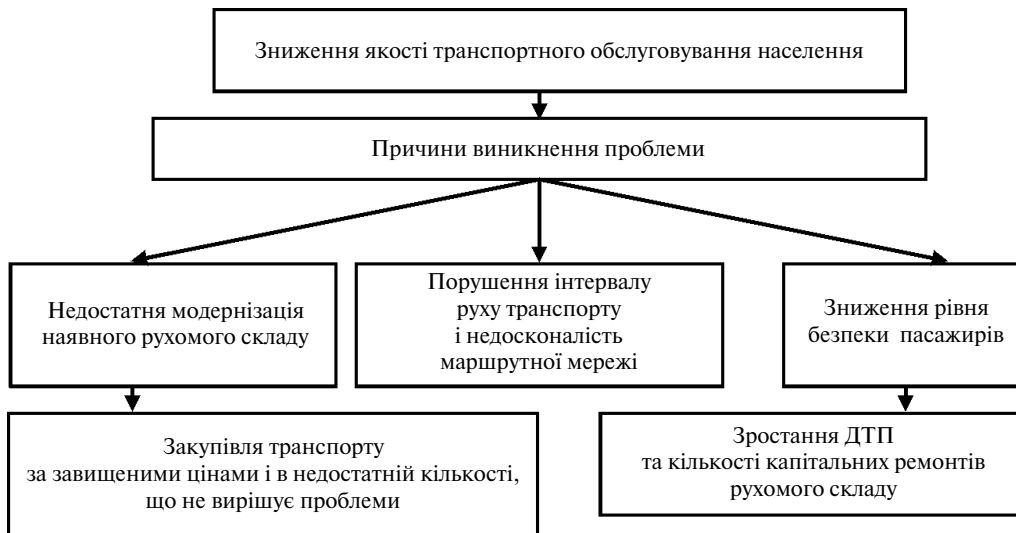 Зниження якості транспортного обслуговування населення
Причини виникнення проблеми
Недостатня модернізація
наявного рухомого складу
Порушення інтервалу
руху транспорту
і недосконалість
маршрутної мережі
Зниження рівня
безпеки пасажирів
Закупівля транспорту
за завищеними цінами і в недостатній кількості,
що не вирішує проблеми
Зростання ДТП
та кількості капітальних ремонтів
рухомого складу